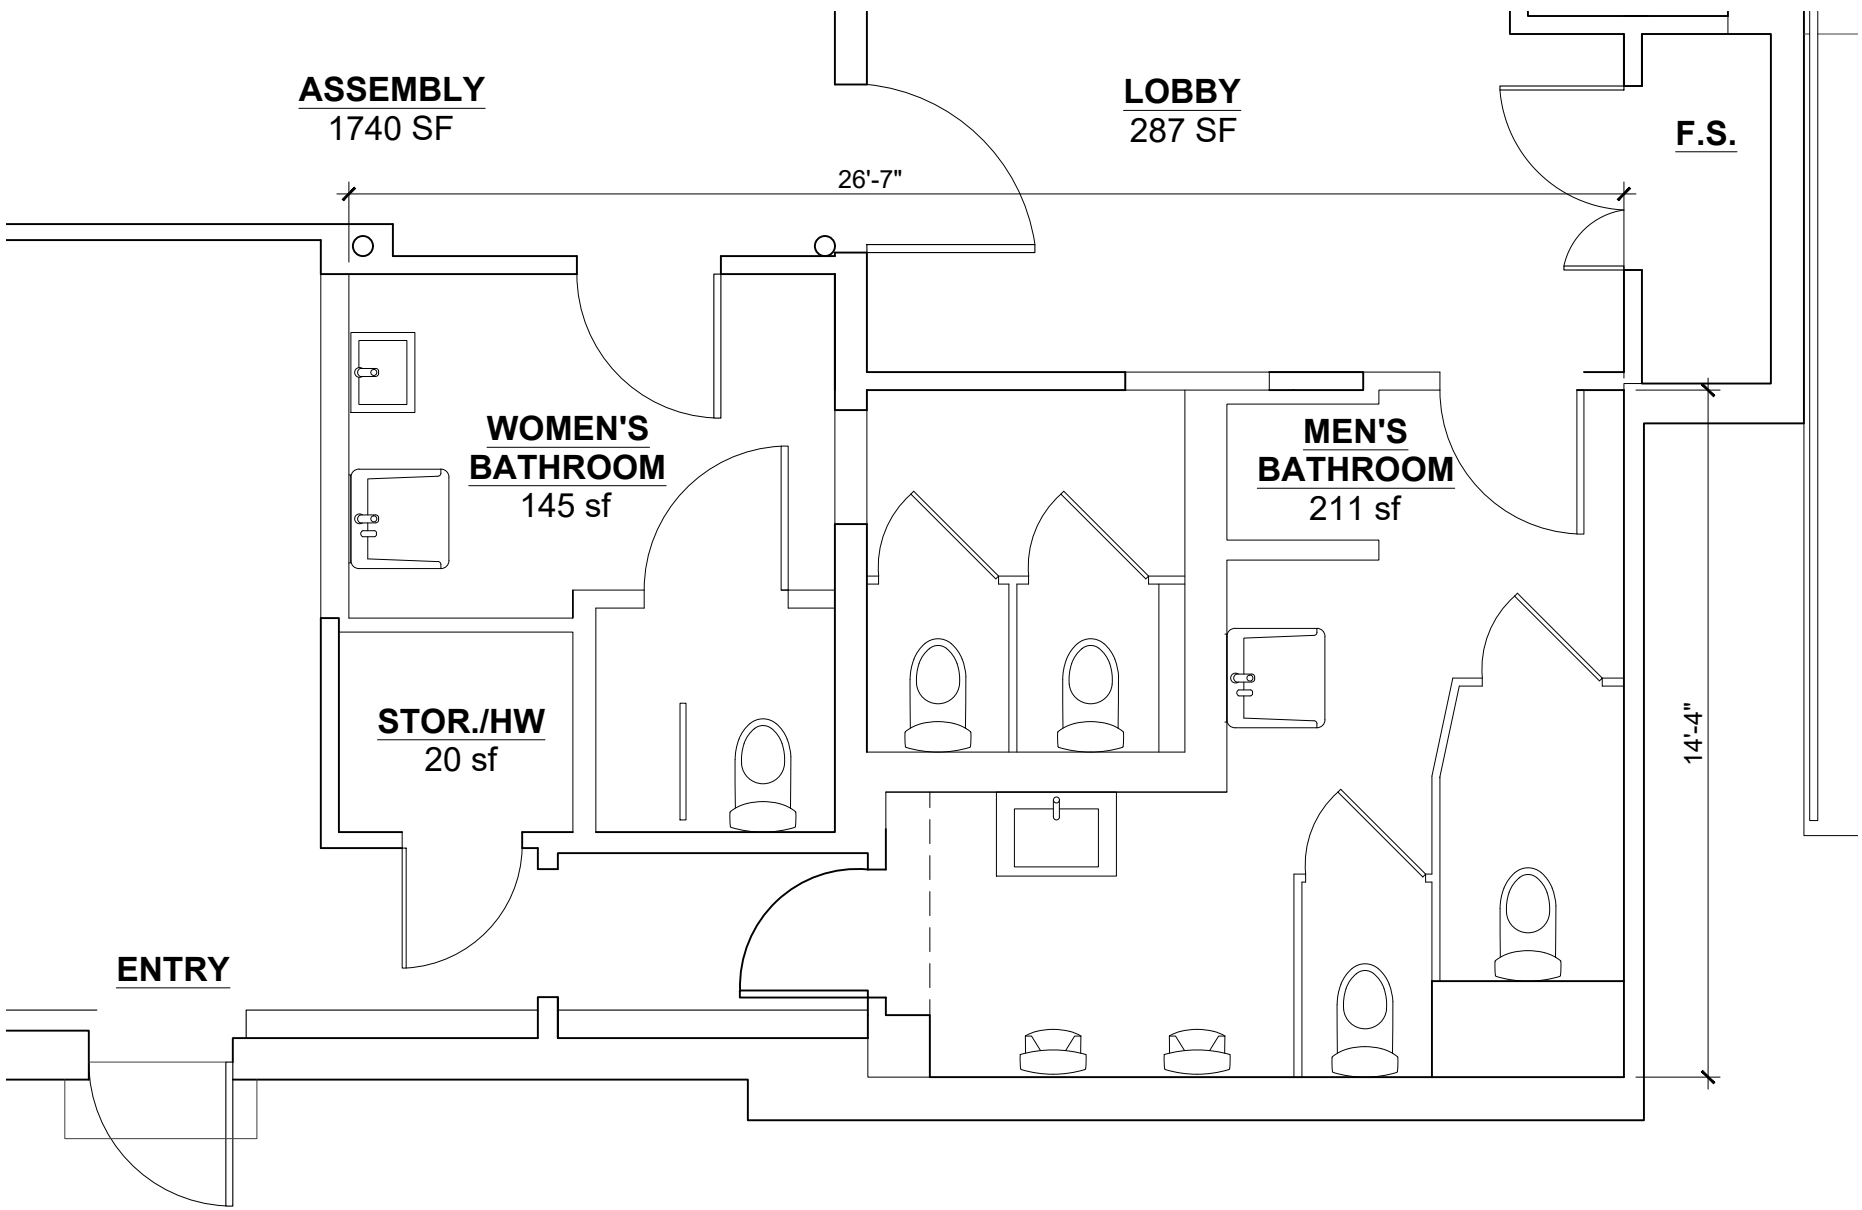 ASSEMBLY
1740 SF
LOBBY
287 SF
F.S.
26'-7"
WOMEN'S
BATHROOM
145 sf
MEN'S
BATHROOM
211 sf
STOR./HW
20 sf
14'-4"
ENTRY